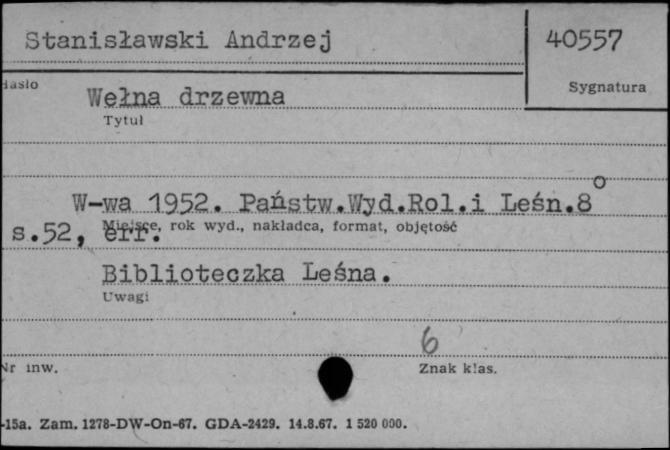 Stanisławski Andrzej 40557
Hasło Sygnatura
Wełna drzewna
Tytuł
W-wa 1952. Państw.Wyd.Rol.i Leśn.8°
Miejsce, rok wyd., nakładca, format, objętość
s.52, err.
Biblioteczka Leśna.
Uwagi
6
Nr inw. Znak klas.
-15a. Zam. 1278-DW-On-67. GDA-2429. 14.8.67. 1 520 000.